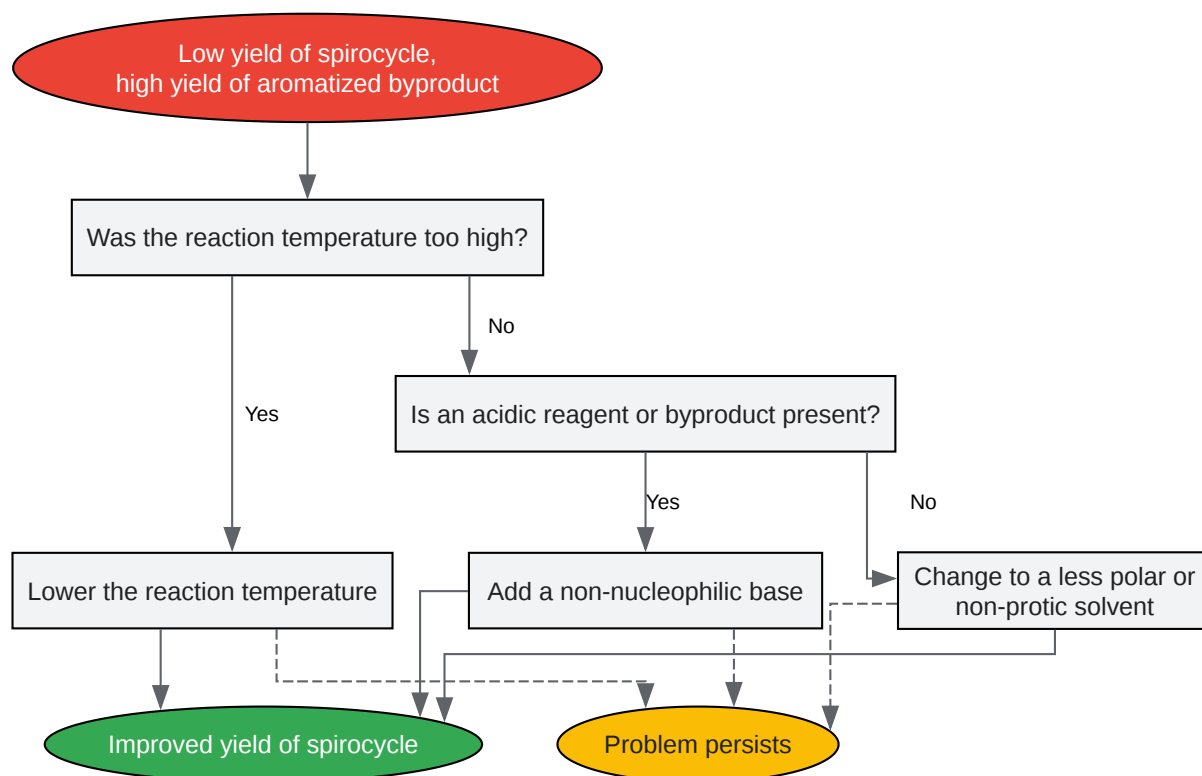 Low yield of spirocycle,
high yield of aromatized byproduct
Was the reaction temperature too high?
No
Yes
Is an acidic reagent or byproduct present?
Yes
No
Lower the reaction temperature
Add a non-nucleophilic base
Change to a less polar or
non-protic solvent
Improved yield of spirocycle
Problem persists